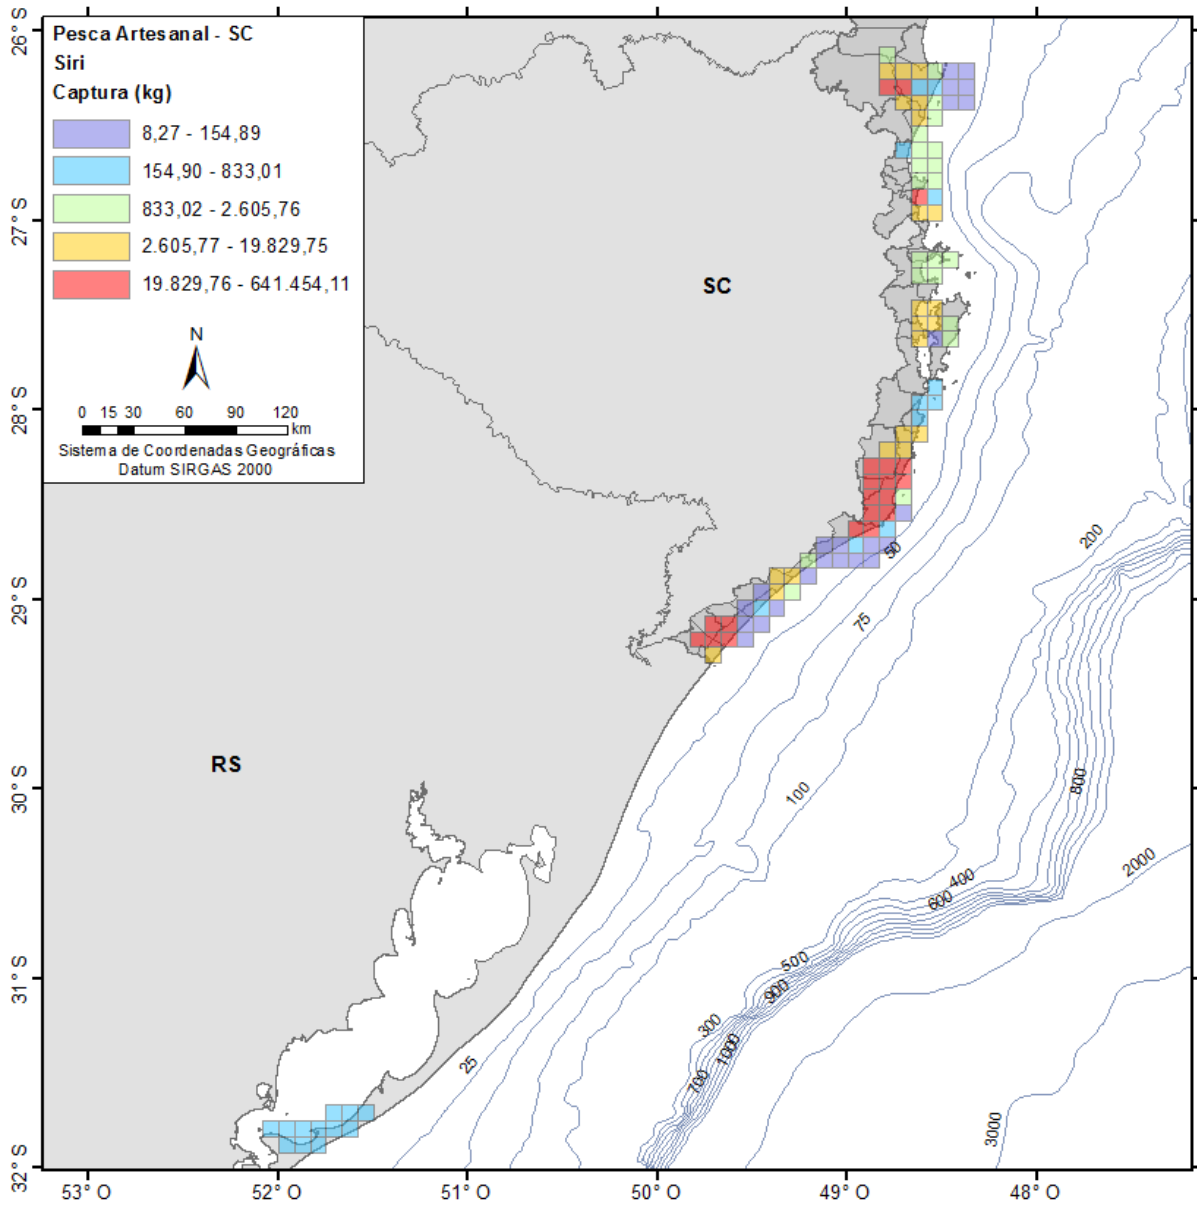 Pesca Artesanal - SC
Siri
Captura (kg)
8,27 - 154,89
154,90 - 833,01
833,02 - 2.605,76
2.605,77 - 19.829,75
19.829,76 - 641.454,11
N
0 15 30 60 90 120
km
Sistema de Coordenadas Geográficas
Datum SIRGAS 2000
26° S
27° S
28° S
29° S
30° S
31° S
32° S
SC
RS
50
75
100
200
25
400
600
800
2000
500
900
300
1000
700
3000
53° O
52° O
51° O
50° O
49° O
48° O